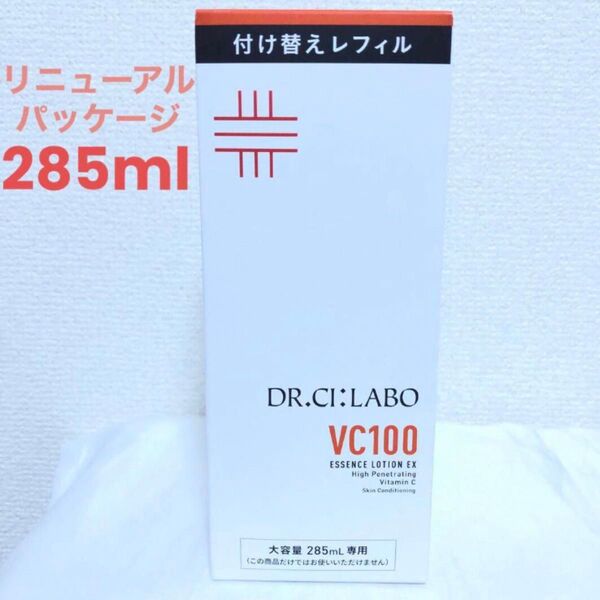 付け替えレフィル
リニューアル
パッケージ
285ml
DR.CI:LABO
VC100
ESSENCE LOTION EX
High Penetrating
Vitamin C
Skin Conditioning
大容量 285mL 専用
(この商品だけではお使いいただけません)